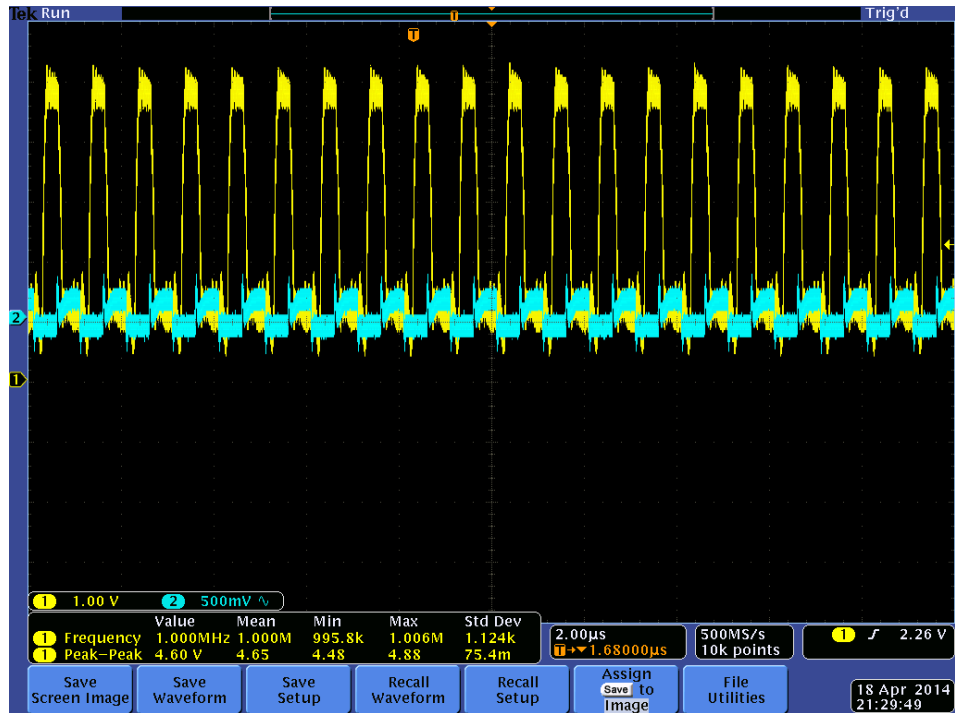 Tek Run Trig'd
T
T
2
1
1 1.00 V 2 500mV ∿
Value Mean Min Max Std Dev
1 Frequency 1.000MHz 1.000M 995.8k 1.006M 1.124k
1 Peak-Peak 4.60 V 4.65 4.48 4.88 75.4m
2.00µs
T→▼1.68000µs
500MS/s
10k points
1 ʃ 2.26 V
Save
Screen Image
Save
Waveform
Save
Setup
Recall
Waveform
Recall
Setup
Assign
Save to
Image
File
Utilities
18 Apr 2014
21:29:49